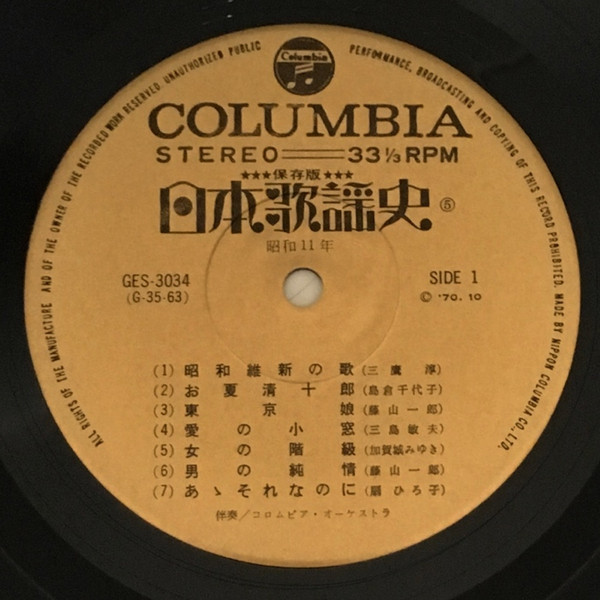 ALL RIGHTS OF THE MANUFACTURE AND OF THE OWNER OF THE RECORDED WORK RESERVED. UNAUTHORIZED PUBLIC PERFORMANCE, BROADCASTING AND COPYING OF THIS RECORD PROHIBITED. MADE BY NIPPON COLUMBIA CO., LTD.
Columbia
COLUMBIA
STEREO 33 1/3 RPM
★★★保存版★★★
日本歌謡史 ⑤
昭和11年
GES-3034
(G-35-63)
SIDE 1
© '70. 10
(1) 昭和維新の歌 (三鷹淳)
(2) お夏清十郎 (島倉千代子)
(3) 東京娘 (藤山一郎)
(4) 愛の小窓 (三島敏夫)
(5) 女の階級 (加賀城みゆき)
(6) 男の純情 (藤山一郎)
(7) あゝそれなのに (扇ひろ子)
伴奏／コロムビア・オーケストラ